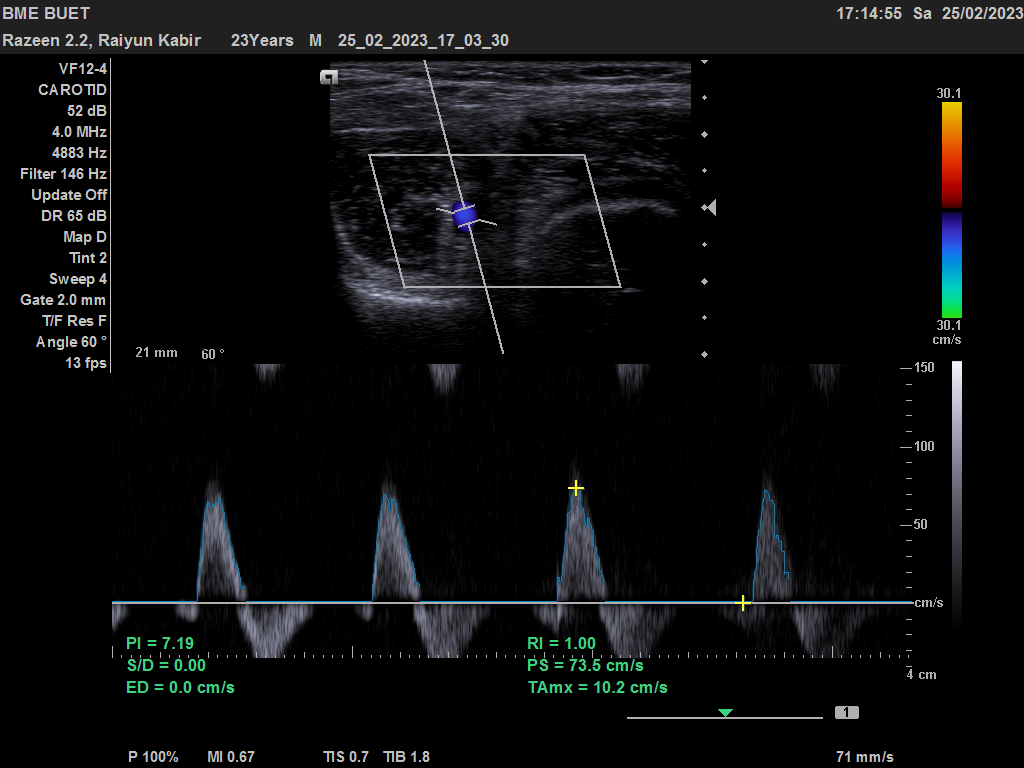 BME BUET 17:14:55 Sa 25/02/2023
Razeen 2.2, Raiyun Kabir 23Years M 25_02_2023_17_03_30
VF12-4
CAROTID
52 dB
4.0 MHz
4883 Hz
Filter 146 Hz
Update Off
DR 65 dB
Map D
Tint 2
Sweep 4
Gate 2.0 mm
T/F Res F
Angle 60 °
13 fps
30.1
30.1
cm/s
21 mm 60 °
150
100
50
cm/s
4 cm
PI = 7.19
S/D = 0.00
ED = 0.0 cm/s
RI = 1.00
PS = 73.5 cm/s
TAmx = 10.2 cm/s
1
P 100% MI 0.67 TIS 0.7 TIB 1.8 71 mm/s